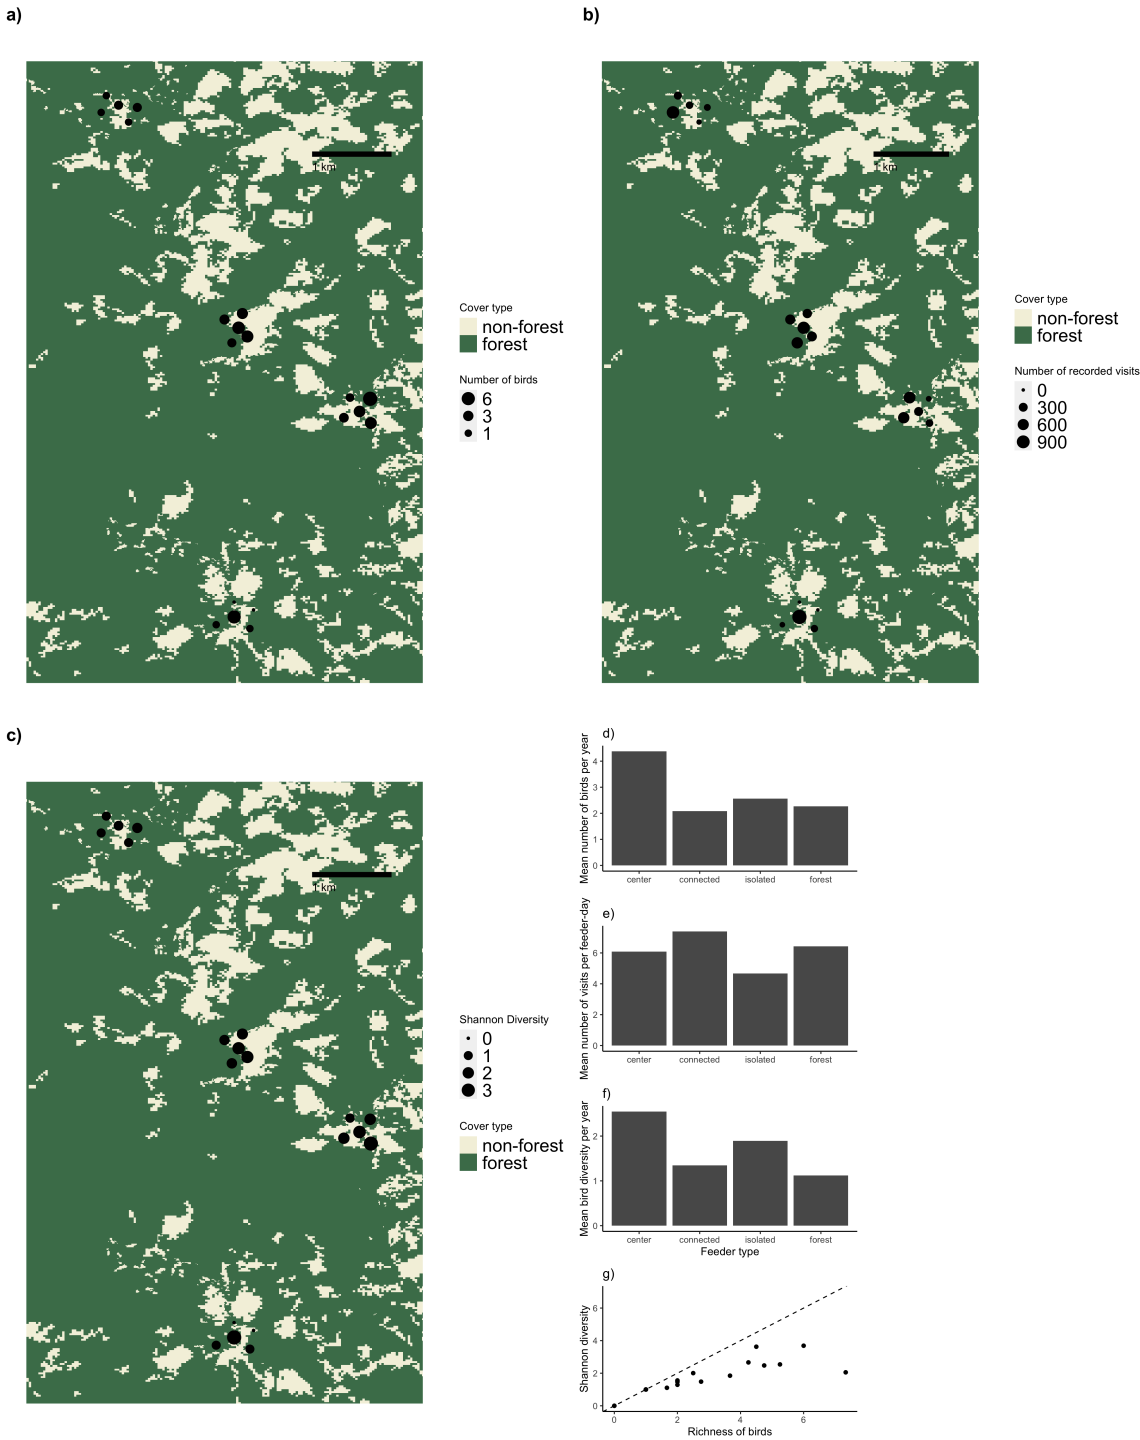 a)
1 km
Cover type
non-forest
forest
Number of birds
6
3
1
b)
1 km
Cover type
non-forest
forest
Number of recorded visits
0
300
600
900
c)
1 km
Shannon Diversity
0
1
2
3
Cover type
non-forest
forest
d)
Mean number of birds per year
4
3
2
1
0
center connected isolated forest
e)
Mean number of visits per feeder-day
6
4
2
0
center connected isolated forest
f)
Mean bird diversity per year
2
1
0
center connected isolated forest
Feeder type
g)
Shannon diversity
6
4
2
0
0 2 4 6
Richness of birds